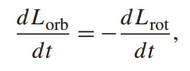 dL_orb/dt = − dL_rot/dt,